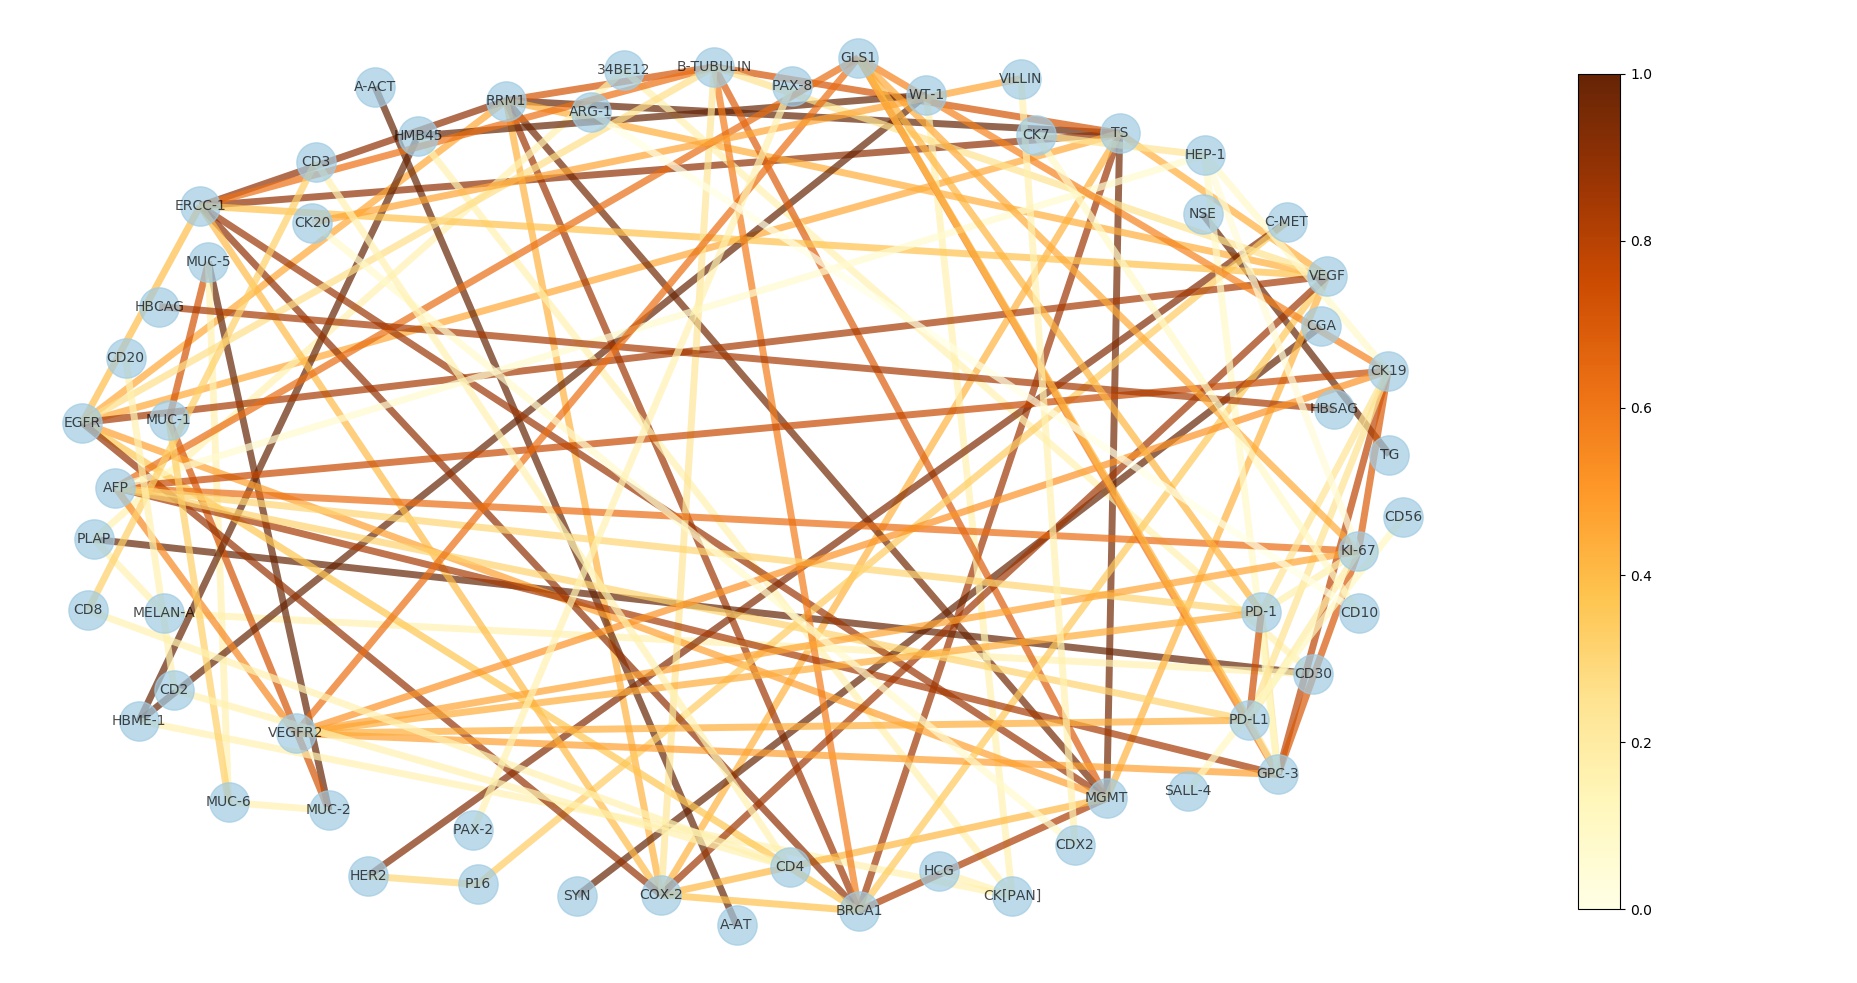 GLS1
B-TUBULIN
34BE12
VILLIN
PAX-8
A-ACT
WT-1
RRM1
ARG-1
HMB45
CK7
TS
CD3
HEP-1
ERCC-1
CK20
NSE
C-MET
MUC-5
VEGF
HBCAG
CGA
CD20
CK19
HBSAG
EGFR
MUC-1
TG
AFP
CD56
PLAP
KI-67
CD8
MELAN-A
PD-1
CD10
CD30
CD2
HBME-1
VEGFR2
PD-L1
GPC-3
MUC-6
MUC-2
MGMT
SALL-4
PAX-2
CDX2
HER2
P16
CD4
HCG
SYN
COX-2
CK[PAN]
BRCA1
A-AT
1.0
0.8
0.6
0.4
0.2
0.0